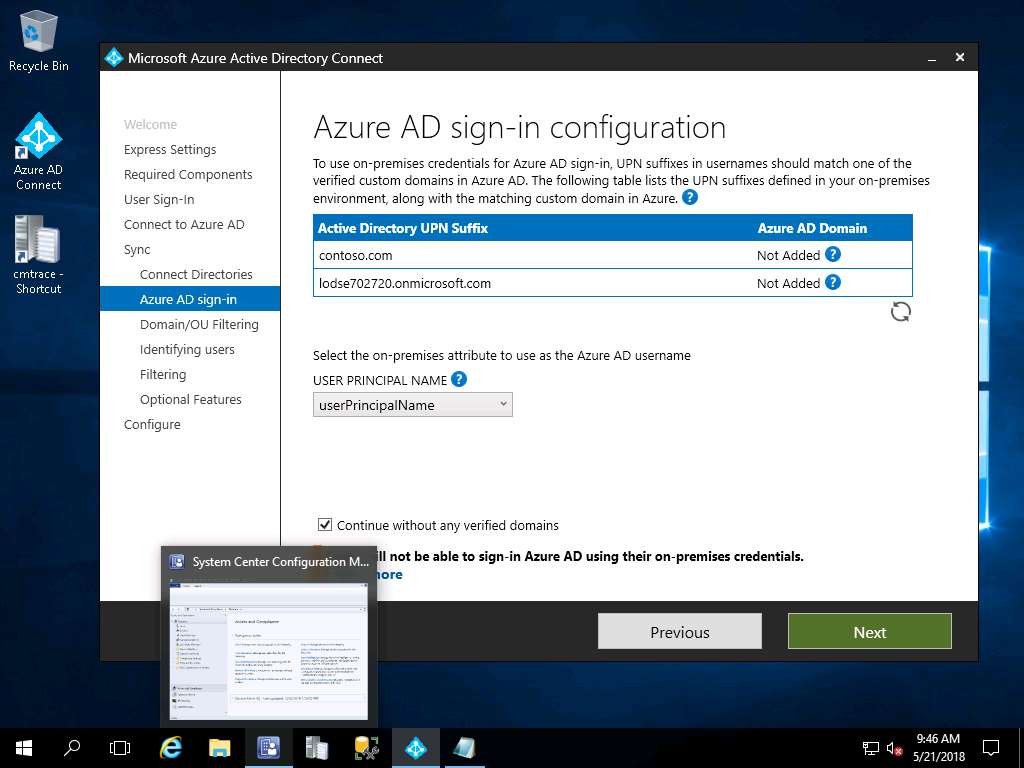 Recycle Bin
Azure AD
Connect
cmtrace -
Shortcut
Microsoft Azure Active Directory Connect
Welcome
Express Settings
Required Components
User Sign-In
Connect to Azure AD
Sync
Connect Directories
Azure AD sign-in
Domain/OU Filtering
Identifying users
Filtering
Optional Features
Configure
Azure AD sign-in configuration
To use on-premises credentials for Azure AD sign-in, UPN suffixes in usernames should match one of the
verified custom domains in Azure AD. The following table lists the UPN suffixes defined in your on-premises
environment, along with the matching custom domain in Azure. ?
Active Directory UPN Suffix Azure AD Domain
contoso.com Not Added ?
lodse702720.onmicrosoft.com Not Added ?
Select the on-premises attribute to use as the Azure AD username
USER PRINCIPAL NAME ?
userPrincipalName
Continue without any verified domains
ill not be able to sign-in Azure AD using their on-premises credentials.
more
System Center Configuration M...
Assets and Compliance
Previous
Next
9:46 AM
5/21/2018